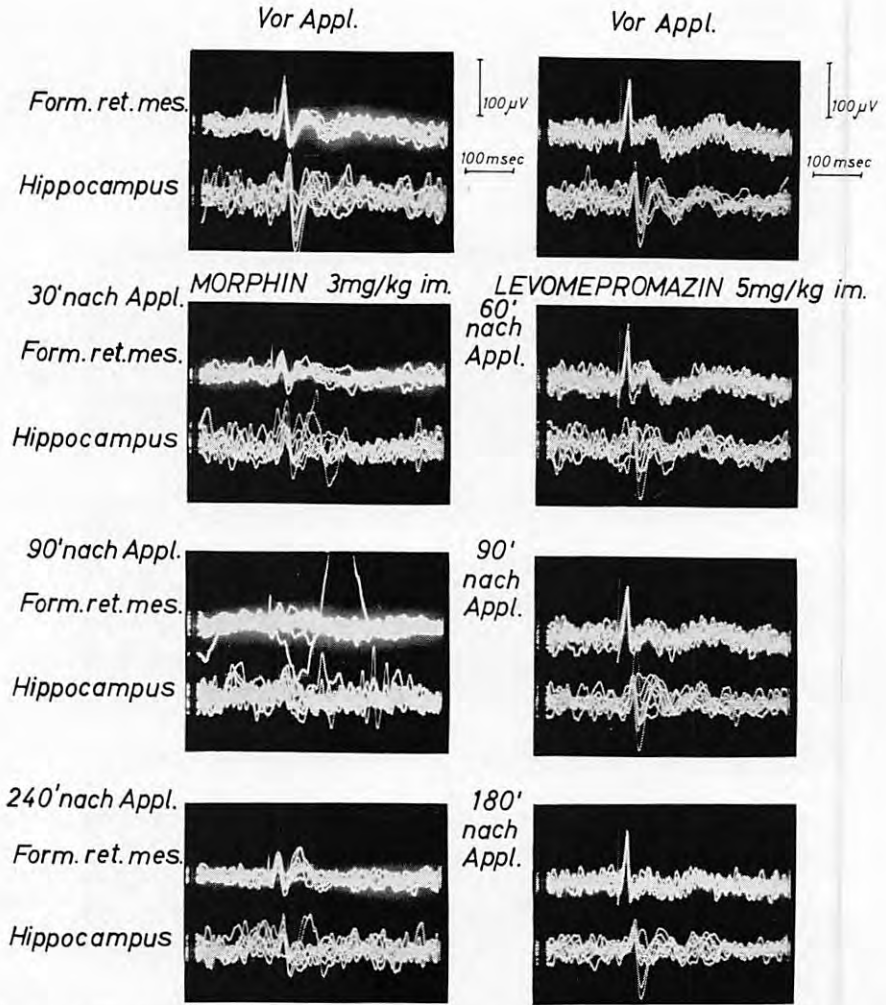 Vor Appl.
Vor Appl.
Form. ret. mes.
100 µV
100 µV
100 msec
100 msec
Hippocampus
30' nach Appl.
MORPHIN 3mg/kg im.
LEVOMEPROMAZIN 5mg/kg im.
60'
nach
Appl.
Form. ret. mes.
Hippocampus
90' nach Appl.
90'
nach
Appl.
Form. ret. mes.
Hippocampus
240' nach Appl.
180'
nach
Appl.
Form. ret. mes.
Hippocampus